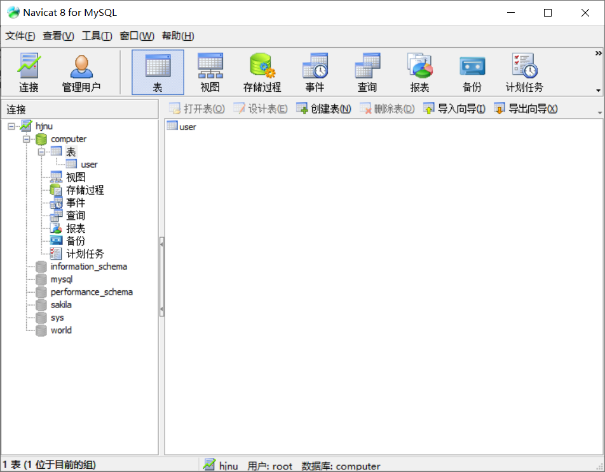 Navicat 8 for MySQL
文件(F) 查看(V) 工具(T) 窗口(W) 帮助(H)
连接 管理用户 表 视图 存储过程 事件 查询 报表 备份 计划任务
连接 打开表(O) 设计表(E) 创建表(N) 删除表(D) 导入向导(I) 导出向导(X)
hjnu
computer
表
user
视图
存储过程
事件
查询
报表
备份
计划任务
information_schema
mysql
performance_schema
sakila
sys
world
user
1 表 (1 位于目前的组) hjnu 用户: root 数据库: computer